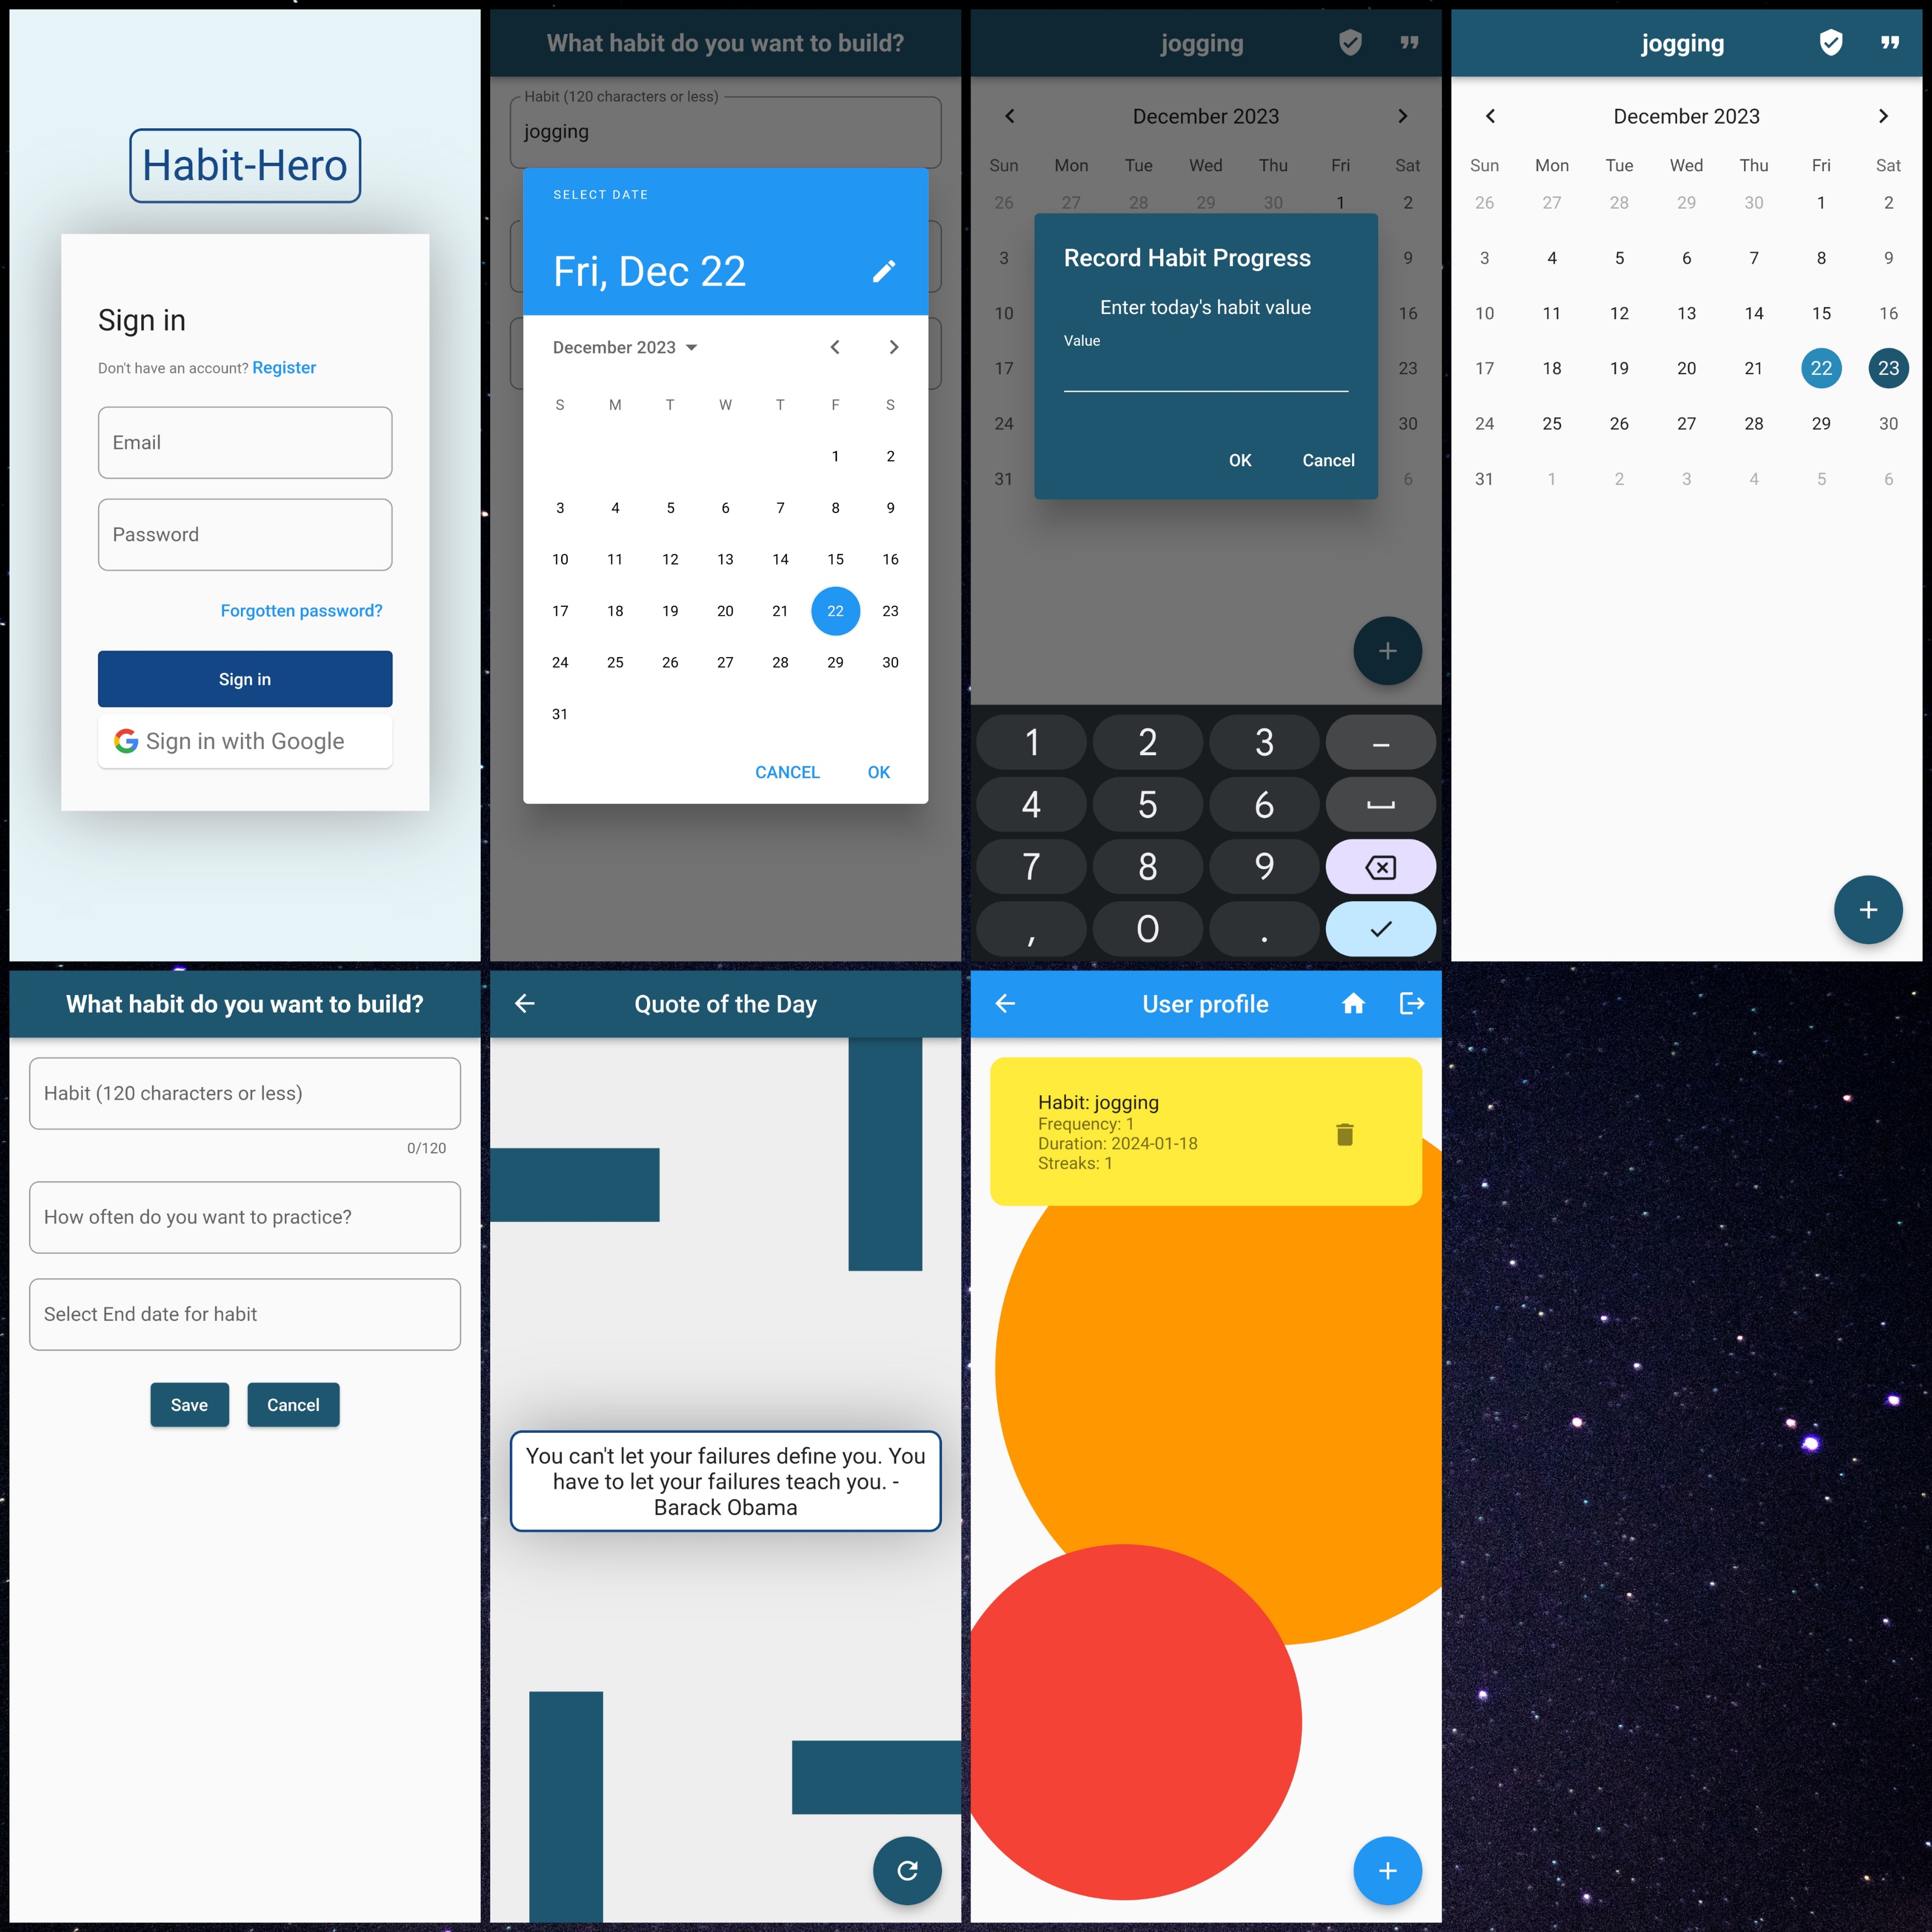 Habit-Hero
Sign in
Don't have an account? Register
Email
Password
Forgotten password?
Sign in
Sign in with Google
What habit do you want to build?
Habit (120 characters or less)
jogging
SELECT DATE
Fri, Dec 22
December 2023
S M T W T F S
1 2
3 4 5 6 7 8 9
10 11 12 13 14 15 16
17 18 19 20 21 22 23
24 25 26 27 28 29 30
31
CANCEL OK
jogging
December 2023
Sun Mon Tue Wed Thu Fri Sat
26 27 28 29 30 1 2
3 9
10 16
17 23
24 30
31 6
Record Habit Progress
Enter today's habit value
Value
OK Cancel
1 2 3 –
4 5 6
7 8 9
, 0 .
jogging
December 2023
Sun Mon Tue Wed Thu Fri Sat
26 27 28 29 30 1 2
3 4 5 6 7 8 9
10 11 12 13 14 15 16
17 18 19 20 21 22 23
24 25 26 27 28 29 30
31 1 2 3 4 5 6
What habit do you want to build?
Habit (120 characters or less)
0/120
How often do you want to practice?
Select End date for habit
Save Cancel
Quote of the Day
You can't let your failures define you. You
have to let your failures teach you. -
Barack Obama
User profile
Habit: jogging
Frequency: 1
Duration: 2024-01-18
Streaks: 1